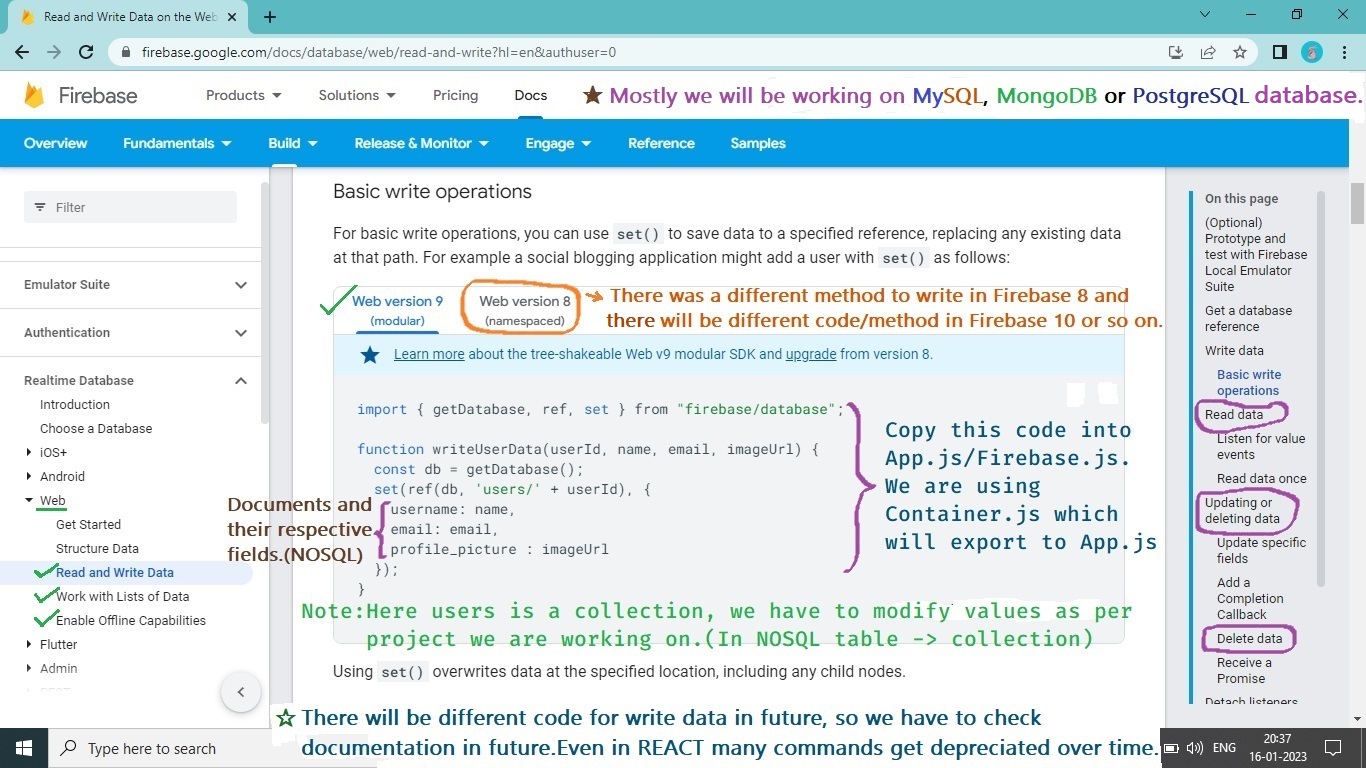 Read and Write Data on the Web
firebase.google.com/docs/database/web/read-and-write?hl=en&authuser=0
Firebase
Products
Solutions
Pricing
Docs
★ Mostly we will be working on MySQL, MongoDB or PostgreSQL database.
Overview
Fundamentals
Build
Release & Monitor
Engage
Reference
Samples
Filter
Emulator Suite
Authentication
Realtime Database
Introduction
Choose a Database
iOS+
Android
Web
Get Started
Structure Data
Read and Write Data
Work with Lists of Data
Enable Offline Capabilities
Flutter
Admin
Basic write operations
For basic write operations, you can use set() to save data to a specified reference, replacing any existing data
at that path. For example a social blogging application might add a user with set() as follows:
Web version 9
(modular)
Web version 8
(namespaced)
There was a different method to write in Firebase 8 and
there will be different code/method in Firebase 10 or so on.
★ Learn more about the tree-shakeable Web v9 modular SDK and upgrade from version 8.
import { getDatabase, ref, set } from "firebase/database";
function writeUserData(userId, name, email, imageUrl) {
const db = getDatabase();
set(ref(db, 'users/' + userId), {
username: name,
email: email,
profile_picture : imageUrl
});
}
Copy this code into
App.js/Firebase.js.
We are using
Container.js which
will export to App.js
Documents and
their respective
fields.(NOSQL)
Note:Here users is a collection, we have to modify values as per
project we are working on.(In NOSQL table -> collection)
Using set() overwrites data at the specified location, including any child nodes.
☆ There will be different code for write data in future, so we have to check
documentation in future.Even in REACT many commands get depreciated over time.
On this page
(Optional)
Prototype and
test with Firebase
Local Emulator
Suite
Get a database
reference
Write data
Basic write
operations
Read data
Listen for value
events
Read data once
Updating or
deleting data
Update specific
fields
Add a
Completion
Callback
Delete data
Receive a
Promise
Detach listeners
Type here to search
ENG
20:37
16-01-2023